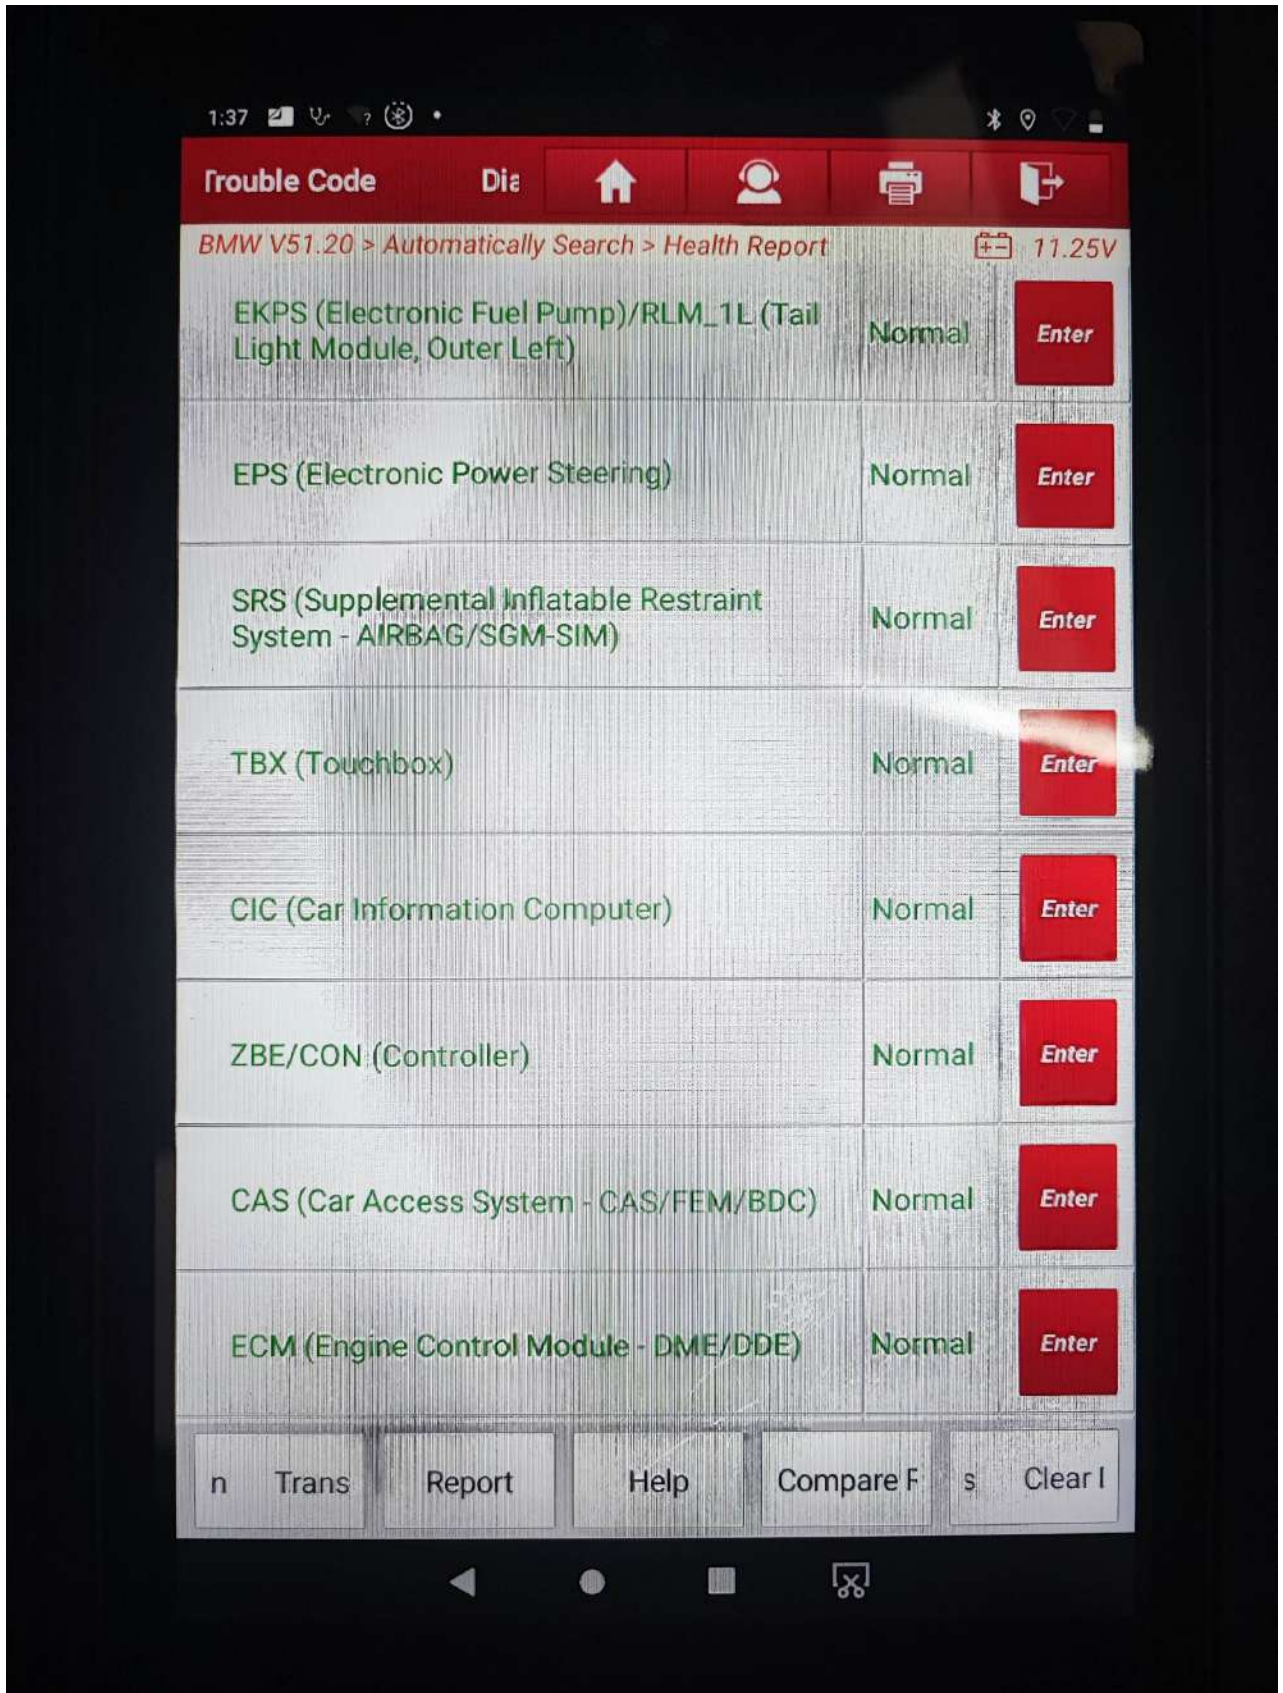 1:37
Trouble Code Dia
BMW V51.20 > Automatically Search > Health Report 11.25V
EKPS (Electronic Fuel Pump)/RLM_1L (Tail
Light Module, Outer Left)
Normal
Enter
EPS (Electronic Power Steering)
Normal
Enter
SRS (Supplemental Inflatable Restraint
System - AIRBAG/SGM-SIM)
Normal
Enter
TBX (Touchbox)
Normal
Enter
CIC (Car Information Computer)
Normal
Enter
ZBE/CON (Controller)
Normal
Enter
CAS (Car Access System - CAS/FEM/BDC)
Normal
Enter
ECM (Engine Control Module - DME/DDE)
Normal
Enter
n Trans Report Help Compare F s Clear